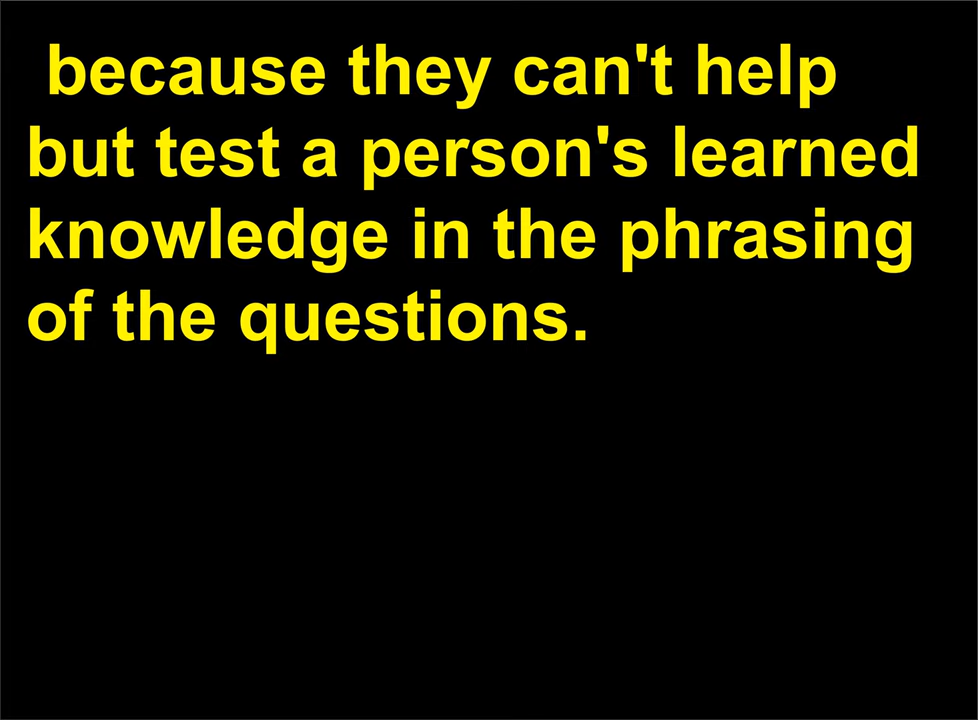 because they can't help
but test a person's learned
knowledge in the phrasing
of the questions.